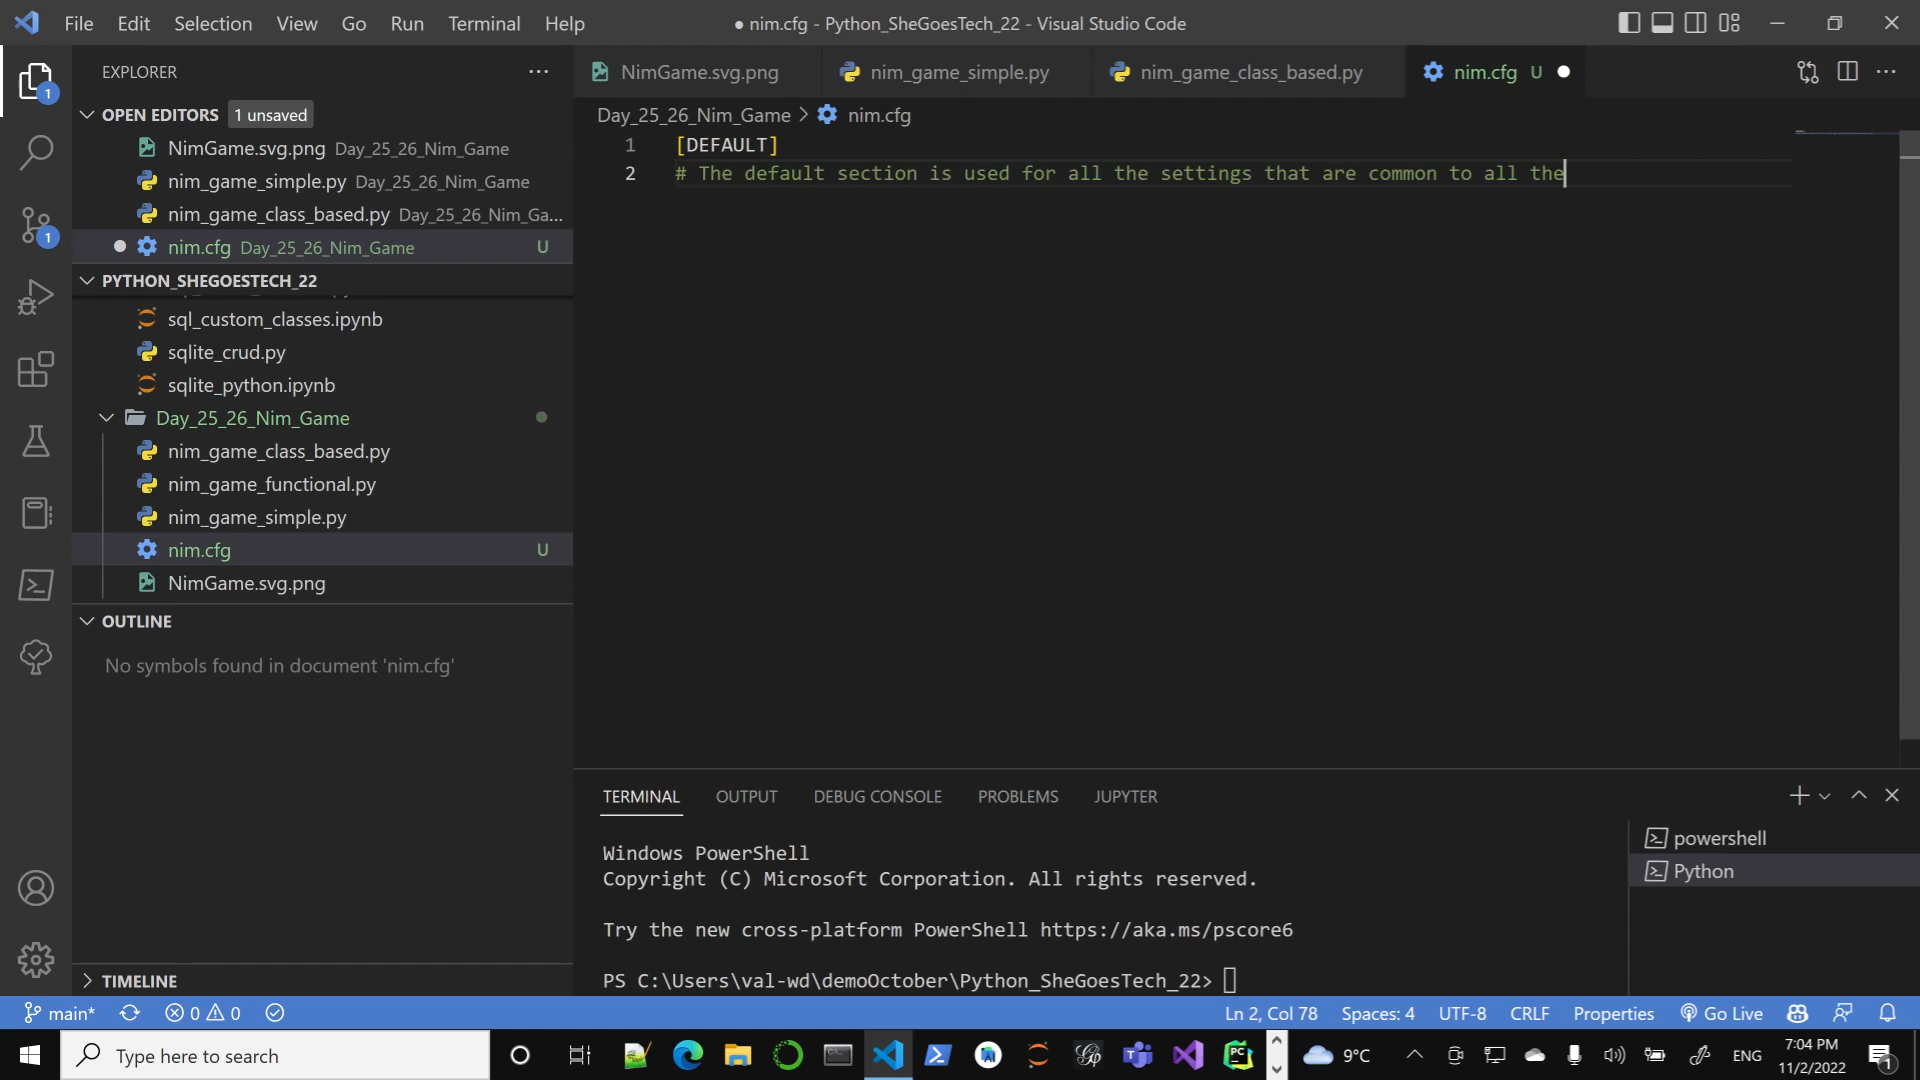 File Edit Selection View Go Run Terminal Help
● nim.cfg - Python_SheGoesTech_22 - Visual Studio Code
EXPLORER
OPEN EDITORS 1 unsaved
NimGame.svg.png Day_25_26_Nim_Game
nim_game_simple.py Day_25_26_Nim_Game
nim_game_class_based.py Day_25_26_Nim_Ga...
nim.cfg Day_25_26_Nim_Game U
PYTHON_SHEGOESTECH_22
sql_custom_classes.ipynb
sqlite_crud.py
sqlite_python.ipynb
Day_25_26_Nim_Game
nim_game_class_based.py
nim_game_functional.py
nim_game_simple.py
nim.cfg U
NimGame.svg.png
OUTLINE
No symbols found in document 'nim.cfg'
TIMELINE
1
1
NimGame.svg.png nim_game_simple.py nim_game_class_based.py nim.cfg U
Day_25_26_Nim_Game > nim.cfg
1 [DEFAULT]
2 # The default section is used for all the settings that are common to all the
TERMINAL OUTPUT DEBUG CONSOLE PROBLEMS JUPYTER
Windows PowerShell
Copyright (C) Microsoft Corporation. All rights reserved.
Try the new cross-platform PowerShell https://aka.ms/pscore6
PS C:\Users\val-wd\demoOctober\Python_SheGoesTech_22>
powershell
Python
main* 0 0 Ln 2, Col 78 Spaces: 4 UTF-8 CRLF Properties Go Live
Type here to search
PC
9°C ENG
7:04 PM
11/2/2022
1